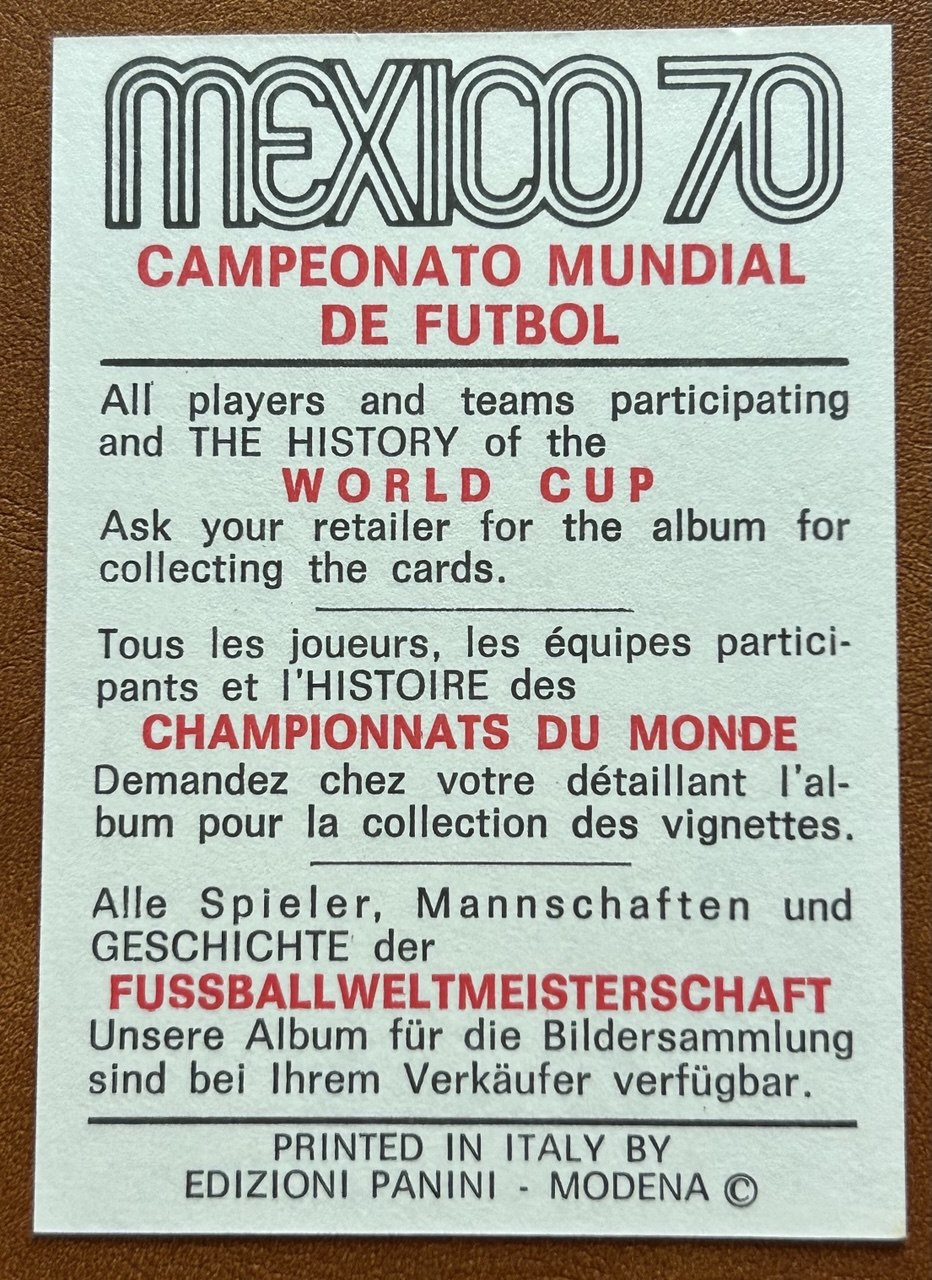 MEXICO 70
CAMPEONATO MUNDIAL
DE FUTBOL
All players and teams participating
and THE HISTORY of the
WORLD CUP
Ask your retailer for the album for
collecting the cards.
Tous les joueurs, les équipes partici-
pants et l'HISTOIRE des
CHAMPIONNATS DU MONDE
Demandez chez votre détaillant l'al-
bum pour la collection des vignettes.
Alle Spieler, Mannschaften und
GESCHICHTE der
FUSSBALLWELTMEISTERSCHAFT
Unsere Album für die Bildersammlung
sind bei Ihrem Verkäufer verfügbar.
PRINTED IN ITALY BY
EDIZIONI PANINI - MODENA ©